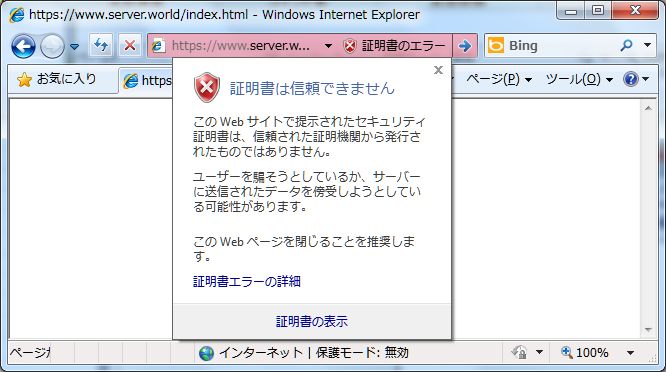 https://www.server.world/index.html - Windows Internet Explorer
https://www.server.w... 証明書のエラー Bing
お気に入り https ページ(P) ツール(O)
証明書は信頼できません
この Web サイトで提示されたセキュリティ
証明書は、信頼された証明機関から発行さ
れたものではありません。
ユーザーを騙そうとしているか、サーバー
に送信されたデータを傍受しようとしてい
る可能性があります。
この Web ページを閉じることを推奨しま
す。
証明書エラーの詳細
証明書の表示
ページが インターネット | 保護モード: 無効 100%